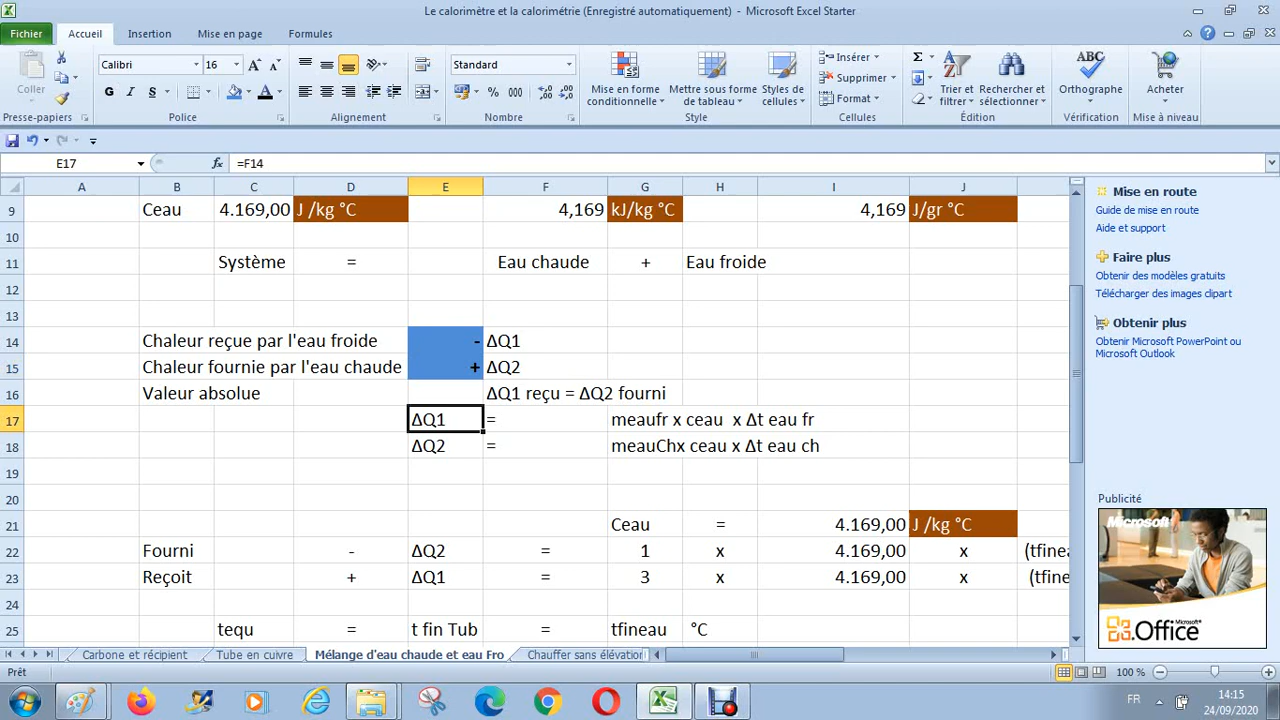 Le calorimètre et la calorimétrie (Enregistré automatiquement) - Microsoft Excel Starter
Fichier Accueil Insertion Mise en page Formules
Coller
Presse-papiers
Calibri 16
G I S
Police
Alignement
Standard
% 000
Nombre
Mise en forme conditionnelle
Mettre sous forme de tableau
Styles de cellules
Style
Insérer
Supprimer
Format
Cellules
Σ
Trier et filtrer
Rechercher et sélectionner
Édition
ABC
Orthographe
Vérification
Acheter
Mise à niveau
E17 fx =F14
A B C D E F G H I J
9 Ceau 4.169,00 J /kg °C 4,169 kJ/kg °C 4,169 J/gr °C
10
11 Système = Eau chaude + Eau froide
12
13
14 Chaleur reçue par l'eau froide - ΔQ1
15 Chaleur fournie par l'eau chaude + ΔQ2
16 Valeur absolue ΔQ1 reçu = ΔQ2 fourni
17 ΔQ1 = meaufr x ceau x Δt eau fr
18 ΔQ2 = meauChx ceau x Δt eau ch
19
20
21 Ceau = 4.169,00 J /kg °C
22 Fourni - ΔQ2 = 1 x 4.169,00 x (tfinea
23 Reçoit + ΔQ1 = 3 x 4.169,00 x (tfine
24
25 tequ = t fin Tub = tfineau °C
Mise en route
Guide de mise en route
Aide et support
Faire plus
Obtenir des modèles gratuits
Télécharger des images clipart
Obtenir plus
Obtenir Microsoft PowerPoint ou Microsoft Outlook
Publicité
Microsoft
Microsoft
Office
Carbone et récipient Tube en cuivre Mélange d'eau chaude et eau Fro Chauffer sans élévation
Prêt 100 %
FR 14:15
24/09/2020